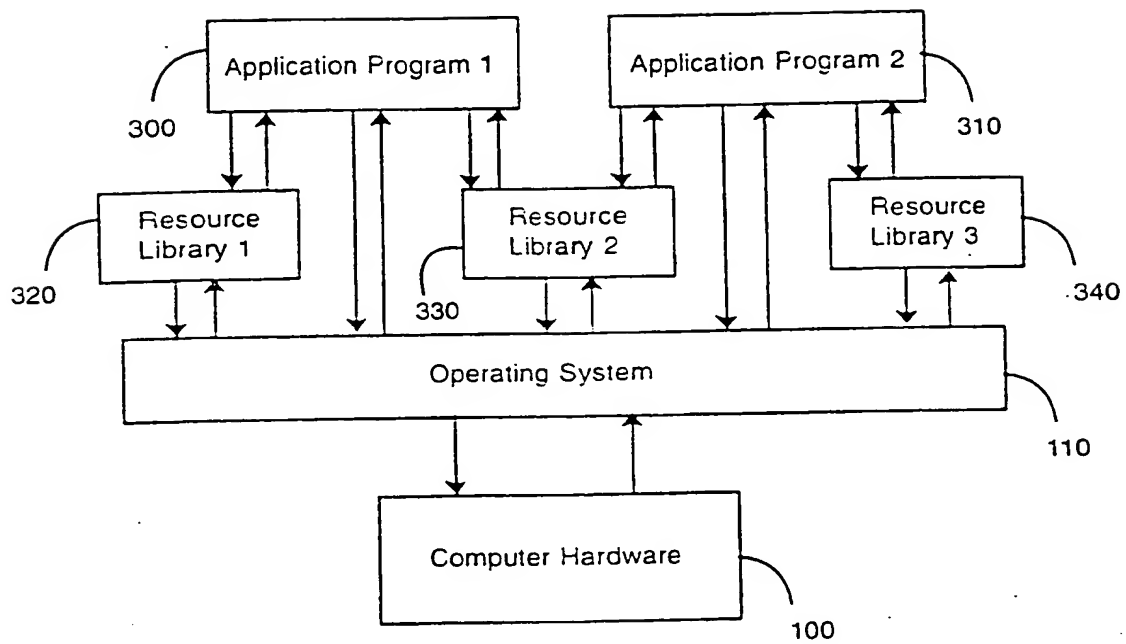 Application Program 1
Application Program 2
300
310
Resource
Library 1
Resource
Library 2
Resource
Library 3
320
330
340
Operating System
110
Computer Hardware
100